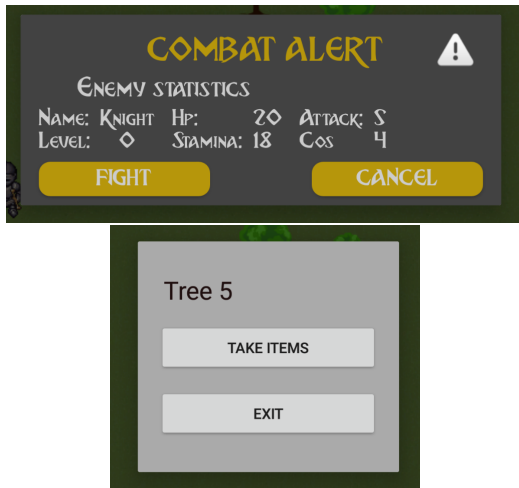 COMBAT ALERT
ENEMY STATISTICS
NAME: KNIGHT HP: 20 ATTACK: 5
LEVEL: 0 STAMINA: 18 COS 4
FIGHT CANCEL
Tree 5
TAKE ITEMS
EXIT